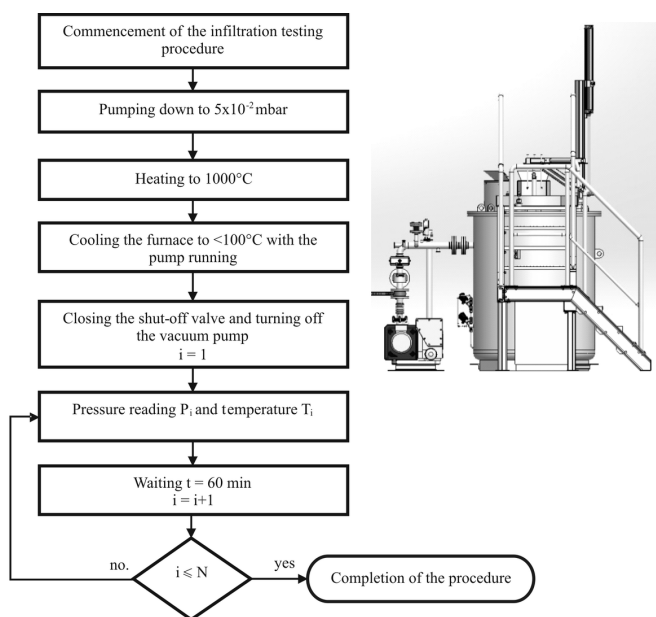 Commencement of the infiltration testing
procedure
Pumping down to 5x10⁻² mbar
Heating to 1000°C
Cooling the furnace to <100°C with the
pump running
Closing the shut-off valve and turning off
the vacuum pump
i = 1
Pressure reading Pᵢ and temperature Tᵢ
Waiting t = 60 min
i = i+1
no.
i ⩽ N
yes
Completion of the procedure